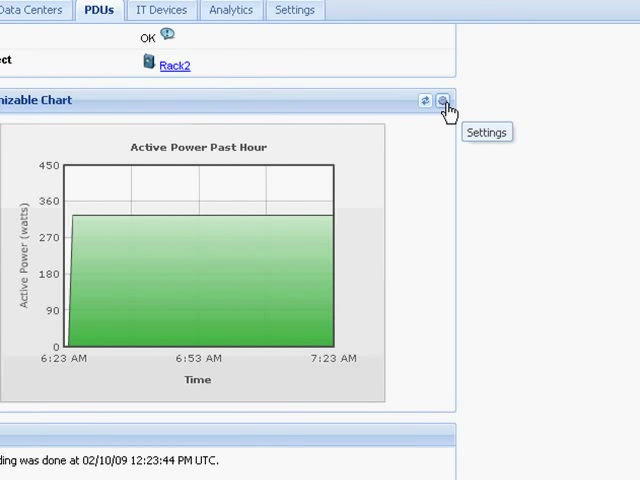 Data Centers PDUs IT Devices Analytics Settings
OK
ect Rack2
nizable Chart
Settings
Active Power Past Hour
450
360
270
180
90
0
Active Power (watts)
6:23 AM 6:53 AM 7:23 AM
Time
ding was done at 02/10/09 12:23:44 PM UTC.